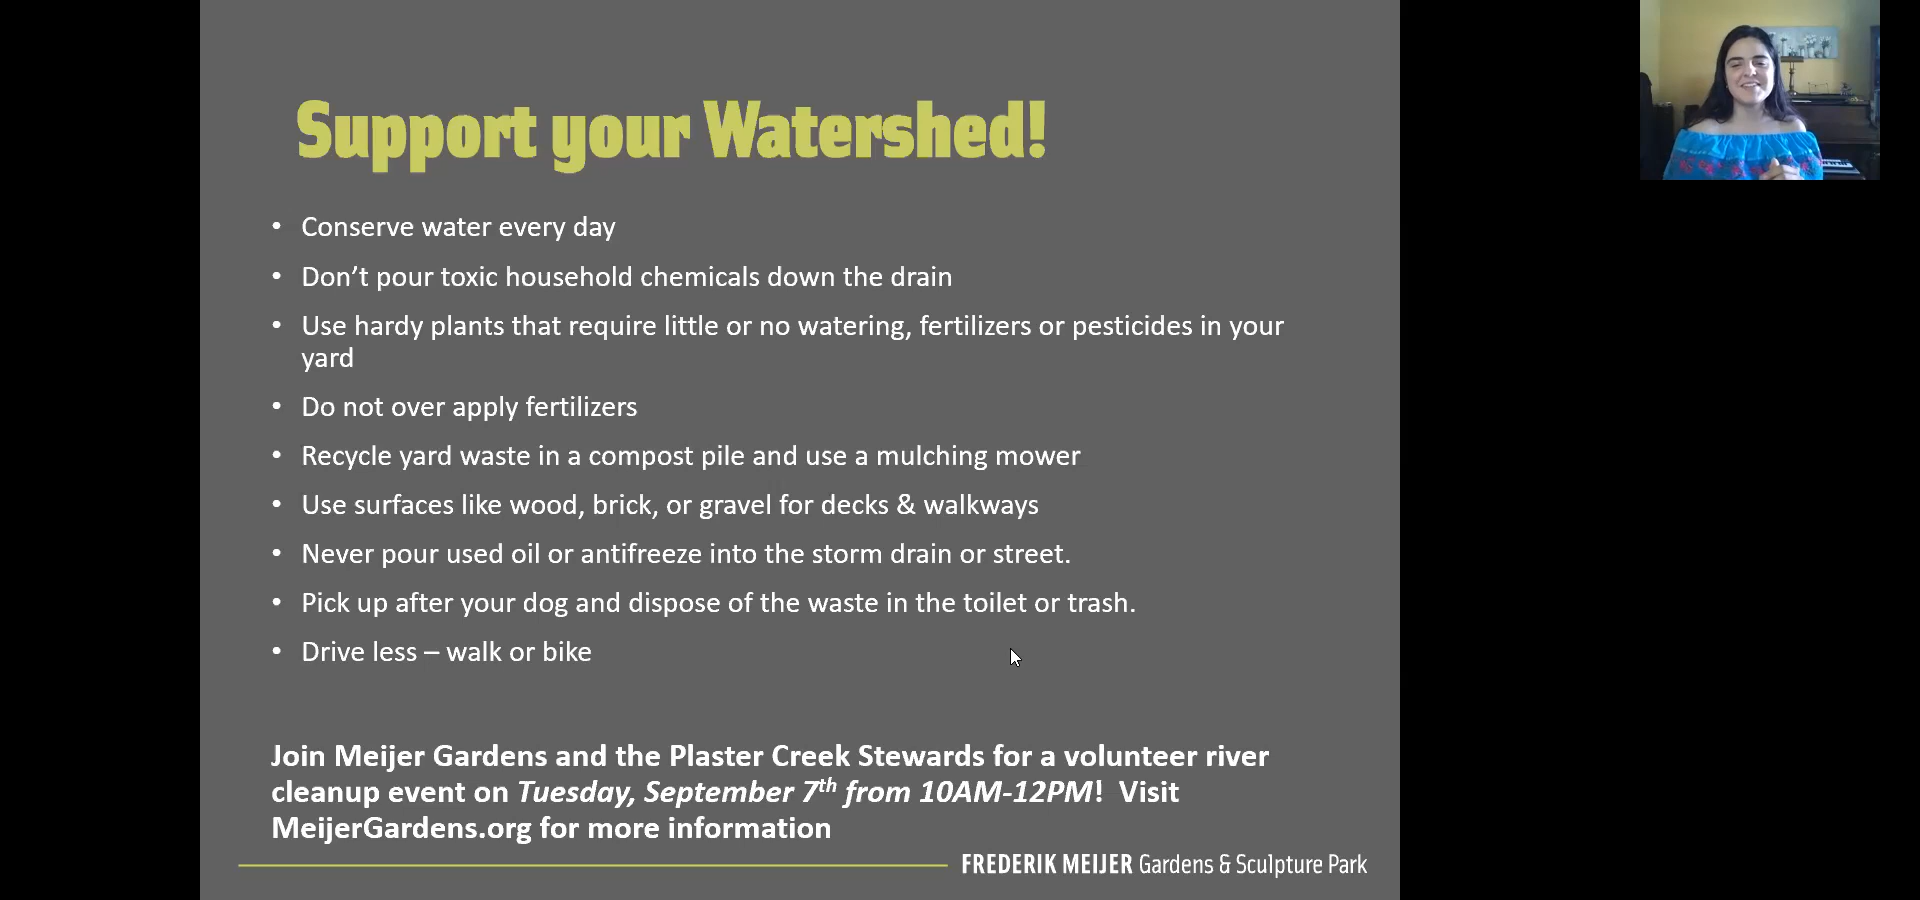 Support your Watershed!
• Conserve water every day
• Don’t pour toxic household chemicals down the drain
• Use hardy plants that require little or no watering, fertilizers or pesticides in your
yard
• Do not over apply fertilizers
• Recycle yard waste in a compost pile and use a mulching mower
• Use surfaces like wood, brick, or gravel for decks & walkways
• Never pour used oil or antifreeze into the storm drain or street.
• Pick up after your dog and dispose of the waste in the toilet or trash.
• Drive less – walk or bike
Join Meijer Gardens and the Plaster Creek Stewards for a volunteer river
cleanup event on Tuesday, September 7th from 10AM-12PM!  Visit
MeijerGardens.org for more information
FREDERIK MEIJER Gardens & Sculpture Park